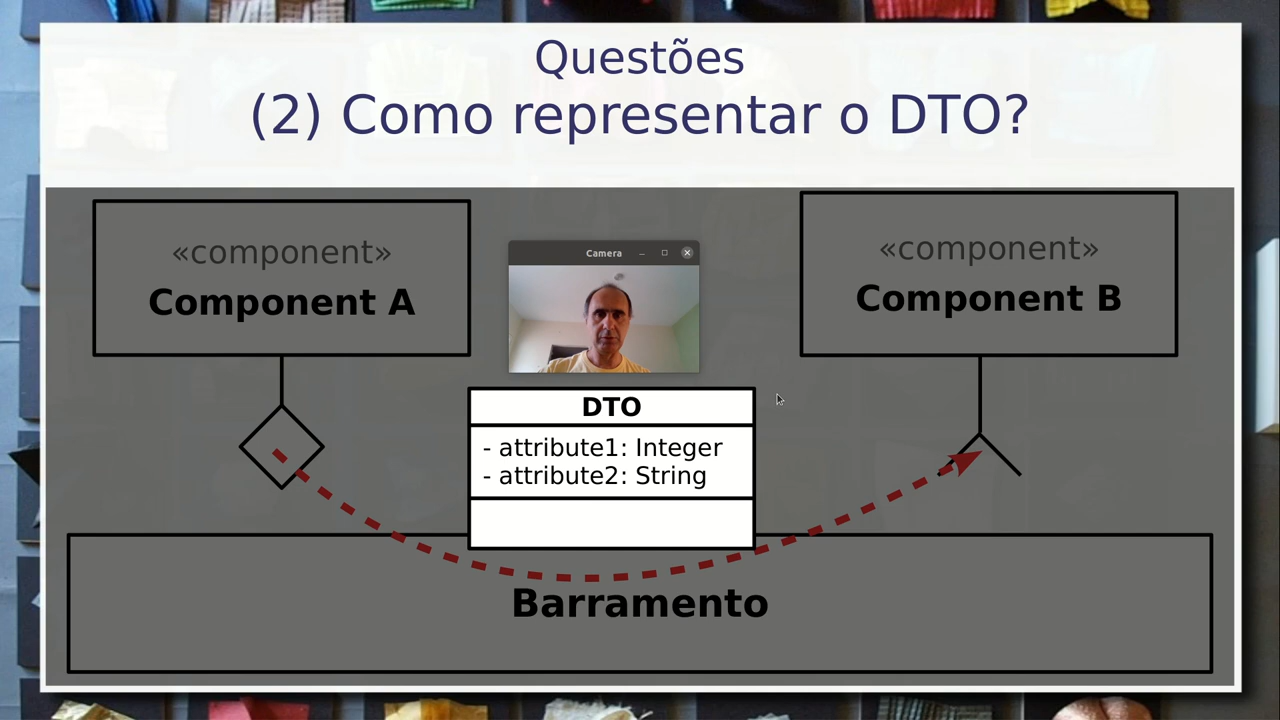 Questões
(2) Como representar o DTO?
«component»
Component A
Camera
«component»
Component B
DTO
- attribute1: Integer
- attribute2: String
Barramento